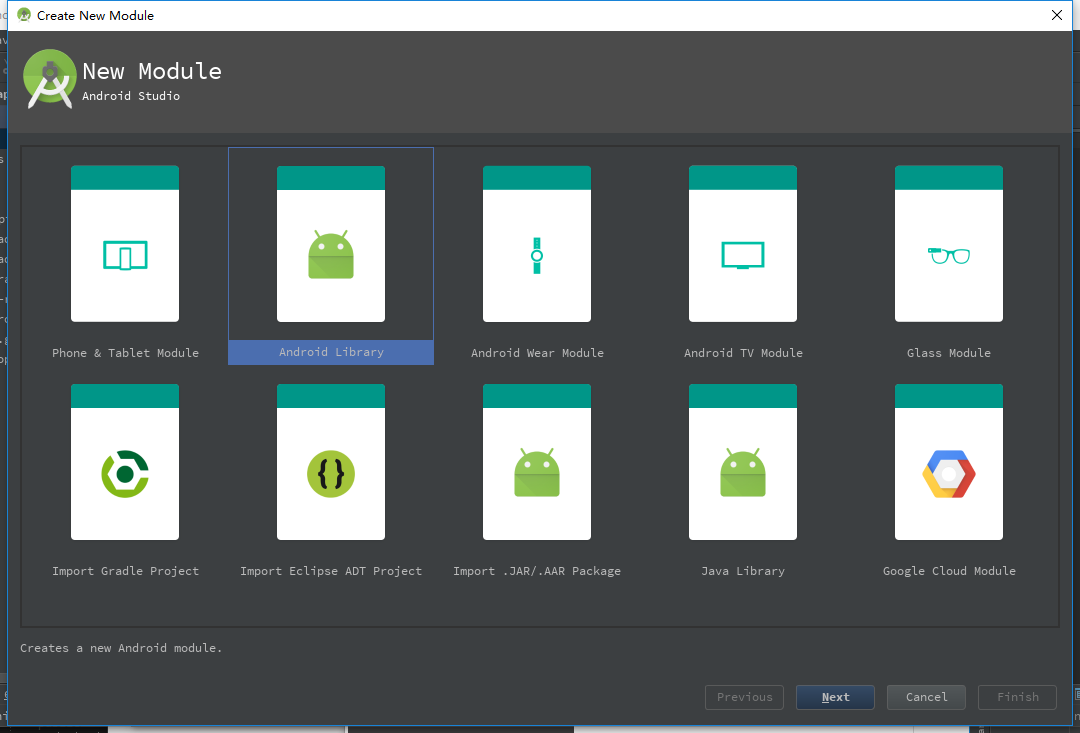 Create New Module
New Module
Android Studio
Phone & Tablet Module
Android Library
Android Wear Module
Android TV Module
Glass Module
{}
Import Gradle Project
Import Eclipse ADT Project
Import .JAR/.AAR Package
Java Library
Google Cloud Module
Creates a new Android module.
Previous
Next
Cancel
Finish